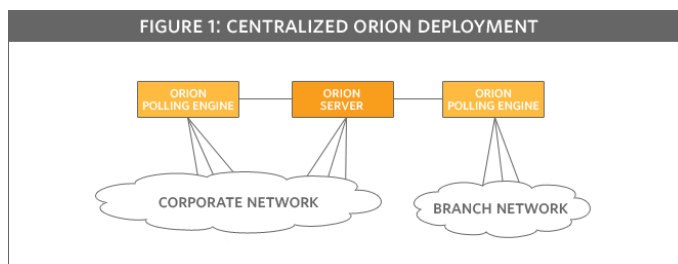 FIGURE 1: CENTRALIZED ORION DEPLOYMENT
ORION
POLLING ENGINE
ORION
SERVER
ORION
POLLING ENGINE
CORPORATE NETWORK
BRANCH NETWORK